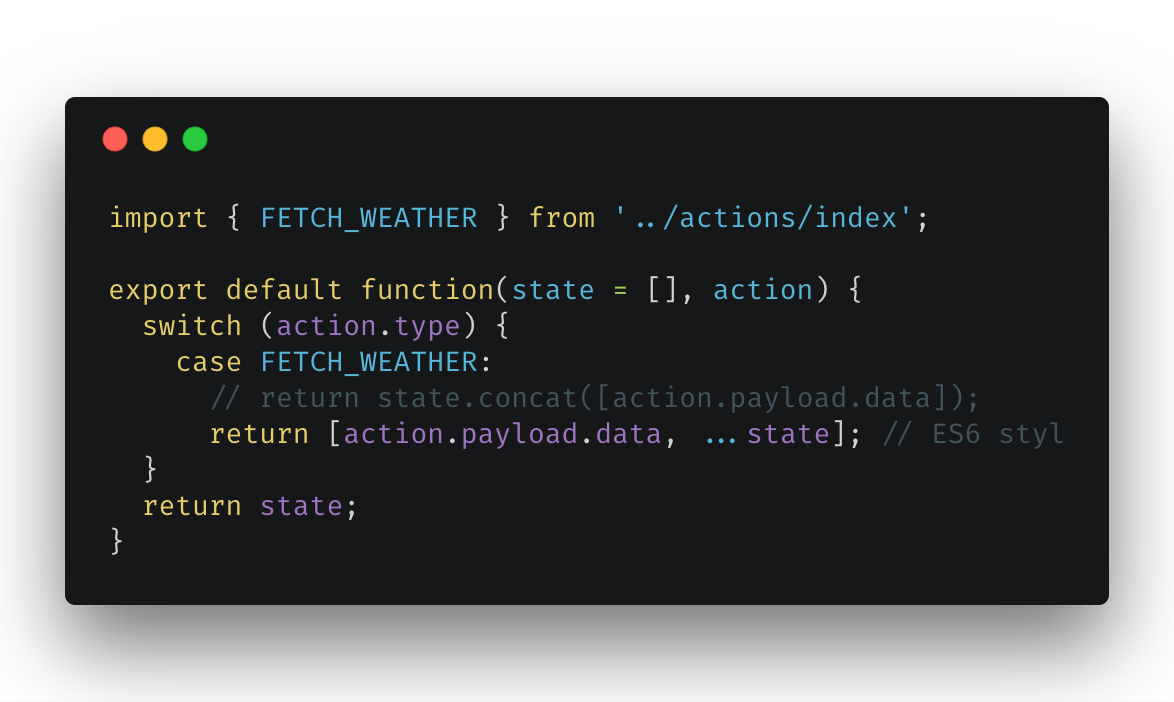 import { FETCH_WEATHER } from '../actions/index';
export default function(state = [], action) {
switch (action.type) {
case FETCH_WEATHER:
// return state.concat([action.payload.data]);
return [action.payload.data, ...state]; // ES6 styl
}
return state;
}